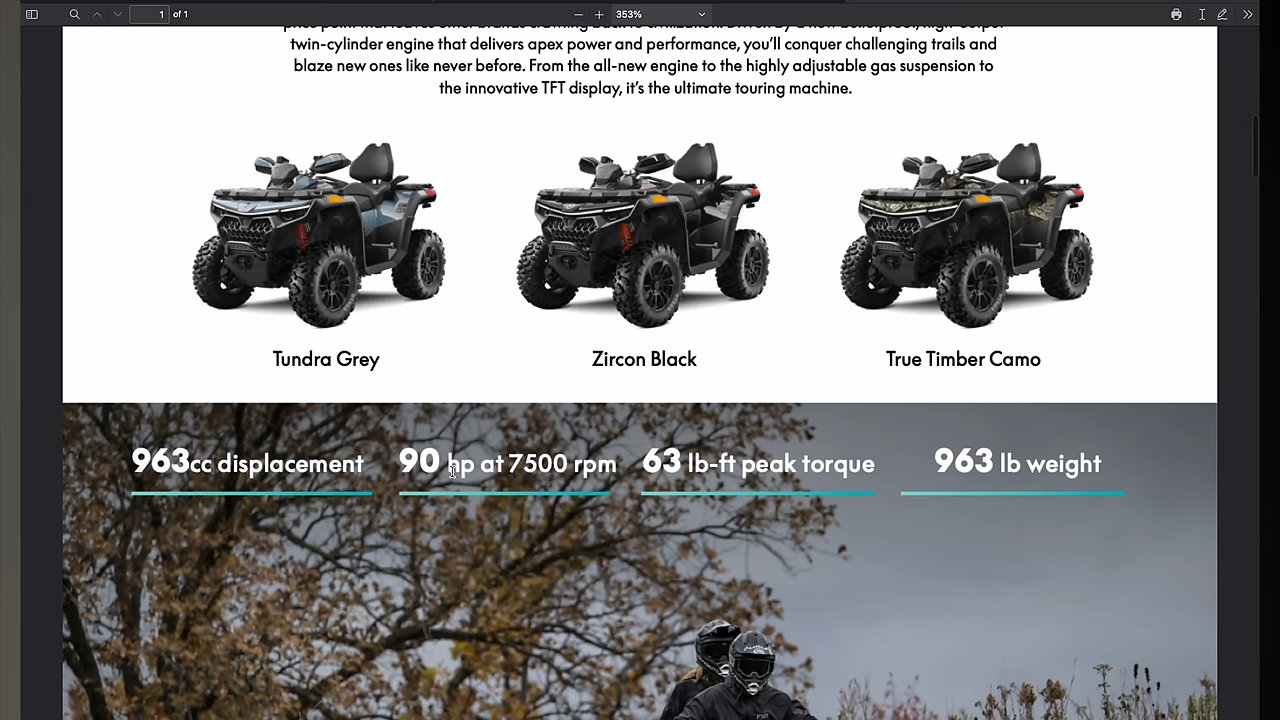 1 of 1 353%
twin-cylinder engine that delivers apex power and performance, you'll conquer challenging trails and
blaze new ones like never before. From the all-new engine to the highly adjustable gas suspension to
the innovative TFT display, it's the ultimate touring machine.
Tundra Grey Zircon Black True Timber Camo
963cc displacement 90 hp at 7500 rpm 63 lb-ft peak torque 963 lb weight